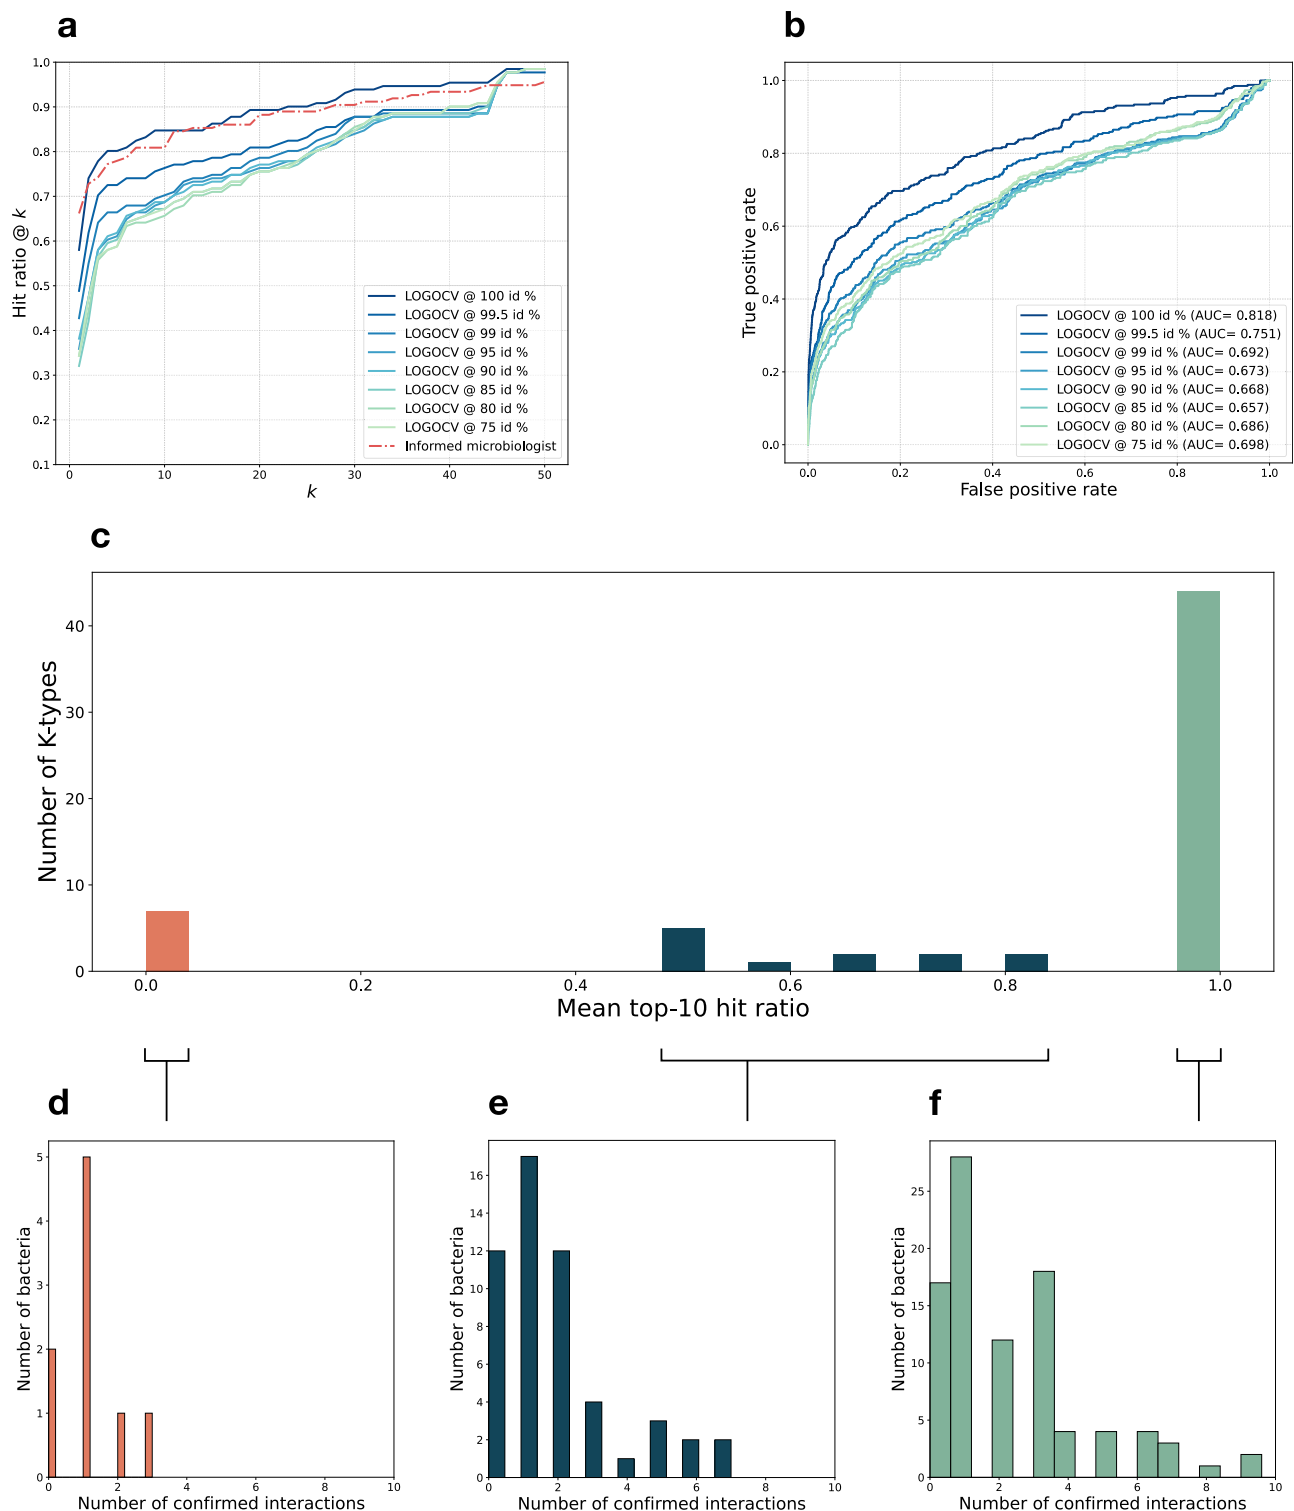 a
1.0
0.9
0.8
0.7
0.6
0.5
0.4
0.3
0.2
0.1
Hit ratio @ k
0
10
20
30
40
50
k
LOGOCV @ 100 id %
LOGOCV @ 99.5 id %
LOGOCV @ 99 id %
LOGOCV @ 95 id %
LOGOCV @ 90 id %
LOGOCV @ 85 id %
LOGOCV @ 80 id %
LOGOCV @ 75 id %
Informed microbiologist
b
1.0
0.8
0.6
0.4
0.2
0.0
True positive rate
0.0
0.2
0.4
0.6
0.8
1.0
False positive rate
LOGOCV @ 100 id % (AUC= 0.818)
LOGOCV @ 99.5 id % (AUC= 0.751)
LOGOCV @ 99 id % (AUC= 0.692)
LOGOCV @ 95 id % (AUC= 0.673)
LOGOCV @ 90 id % (AUC= 0.668)
LOGOCV @ 85 id % (AUC= 0.657)
LOGOCV @ 80 id % (AUC= 0.686)
LOGOCV @ 75 id % (AUC= 0.698)
c
40
30
20
10
0
Number of K-types
0.0
0.2
0.4
0.6
0.8
1.0
Mean top-10 hit ratio
d
5
4
3
2
1
0
Number of bacteria
0
2
4
6
8
10
Number of confirmed interactions
e
16
14
12
10
8
6
4
2
0
Number of bacteria
0
2
4
6
8
10
Number of confirmed interactions
f
25
20
15
10
5
0
Number of bacteria
0
2
4
6
8
10
Number of confirmed interactions